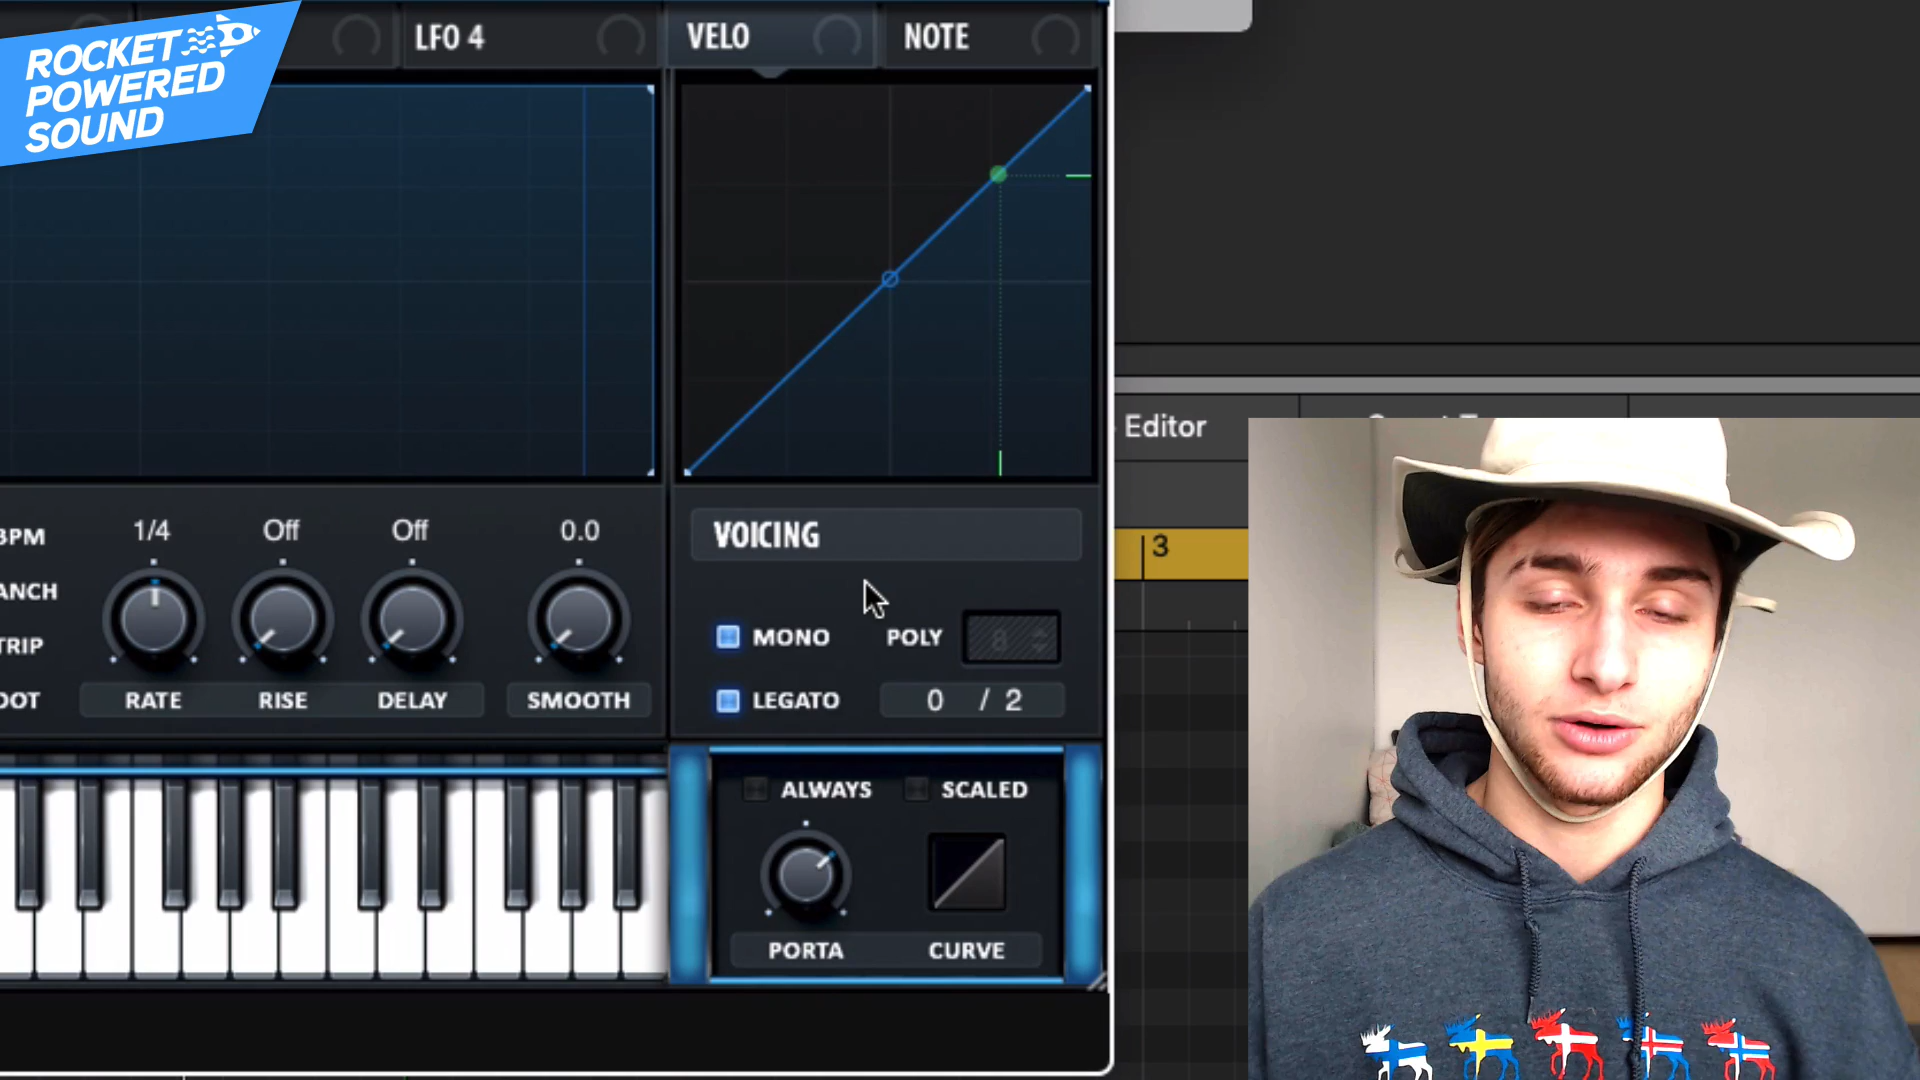 ROCKET
POWERED
SOUND
LFO 4
VELO
NOTE
Editor
3
VOICING
BPM
1/4
Off
Off
0.0
ANCH
TRIP
DOT
RATE
RISE
DELAY
SMOOTH
MONO
POLY
8
LEGATO
0 / 2
ALWAYS
SCALED
PORTA
CURVE